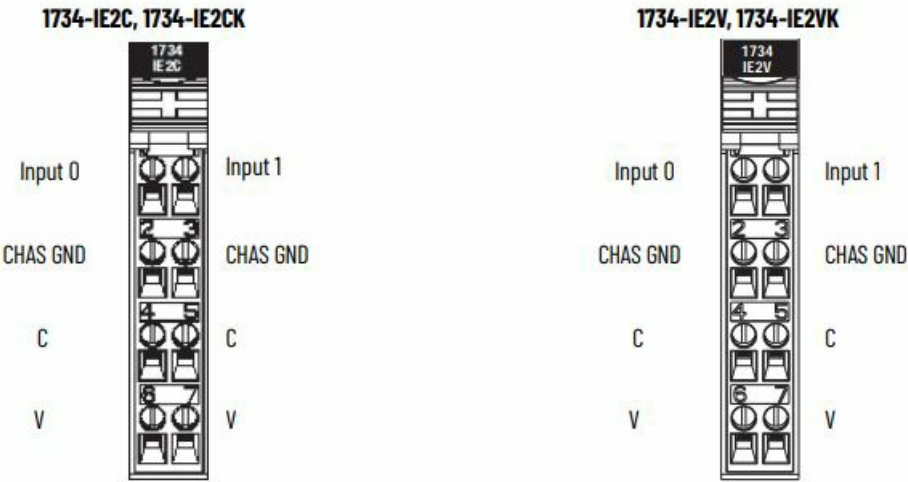 1734-IE2C, 1734-IE2CK
1734
IE2C
Input 0
Input 1
2 3
CHAS GND
CHAS GND
4 5
C
C
6 7
V
V
1734-IE2V, 1734-IE2VK
1734
IE2V
Input 0
Input 1
2 3
CHAS GND
CHAS GND
4 5
C
C
6 7
V
V